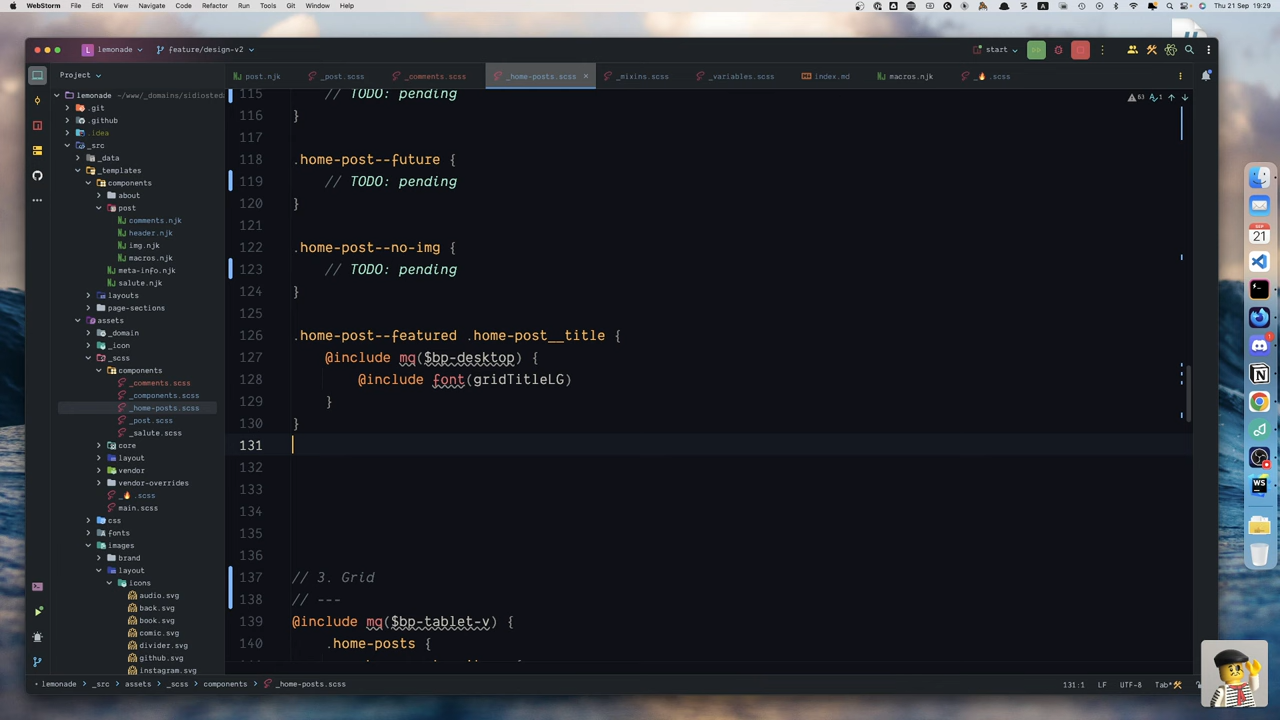 WebStorm File Edit View Navigate Code Refactor Run Tools Git Window Help
Thu 21 Sep 19:29
L lemonade feature/design-v2
start
Project
post.njk _post.scss _comments.scss _home-posts.scss _mixins.scss _variables.scss index.md macros.njk _🔥.scss
63 1
lemonade ~/www/_domains/sidiosteda
.git
.github
.idea
_src
_data
_templates
components
about
post
comments.njk
header.njk
img.njk
macros.njk
meta-info.njk
salute.njk
layouts
page-sections
assets
_domain
_icon
_scss
components
_comments.scss
_components.scss
_home-posts.scss
_post.scss
_salute.scss
core
layout
vendor
vendor-overrides
_🔥.scss
main.scss
css
fonts
images
brand
layout
icons
audio.svg
back.svg
book.svg
comic.svg
divider.svg
github.svg
instagram.svg
115 // TODO: pending
116 }
117
118 .home-post--future {
119 // TODO: pending
120 }
121
122 .home-post--no-img {
123 // TODO: pending
124 }
125
126 .home-post--featured .home-post__title {
127 @include mq($bp-desktop) {
128 @include font(gridTitleLG)
129 }
130 }
131
132
133
134
135
136
137 // 3. Grid
138 // ---
139 @include mq($bp-tablet-v) {
140 .home-posts {
SEP
21
WS
lemonade _src assets _scss components _home-posts.scss
131:1 LF UTF-8 Tab*